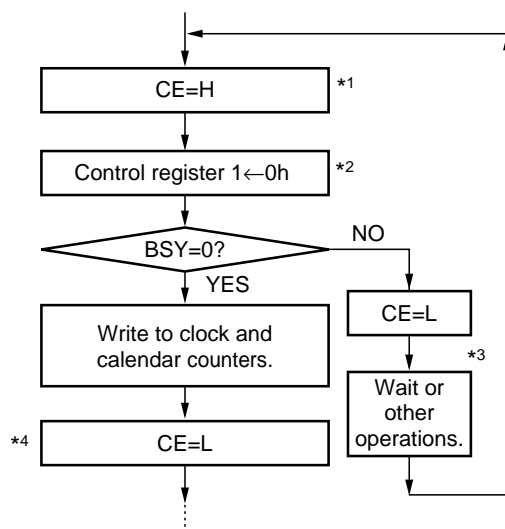 CE=H
*1
Control register 1←0h
*2
BSY=0?
NO
YES
Write to clock and
calendar counters.
CE=L
*3
Wait or
other
operations.
*4
CE=L